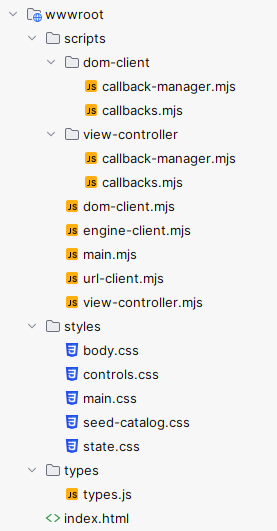 wwwroot
scripts
dom-client
JS callback-manager.mjs
JS callbacks.mjs
view-controller
JS callback-manager.mjs
JS callbacks.mjs
JS dom-client.mjs
JS engine-client.mjs
JS main.mjs
JS url-client.mjs
JS view-controller.mjs
styles
body.css
controls.css
main.css
seed-catalog.css
state.css
types
JS types.js
<> index.html